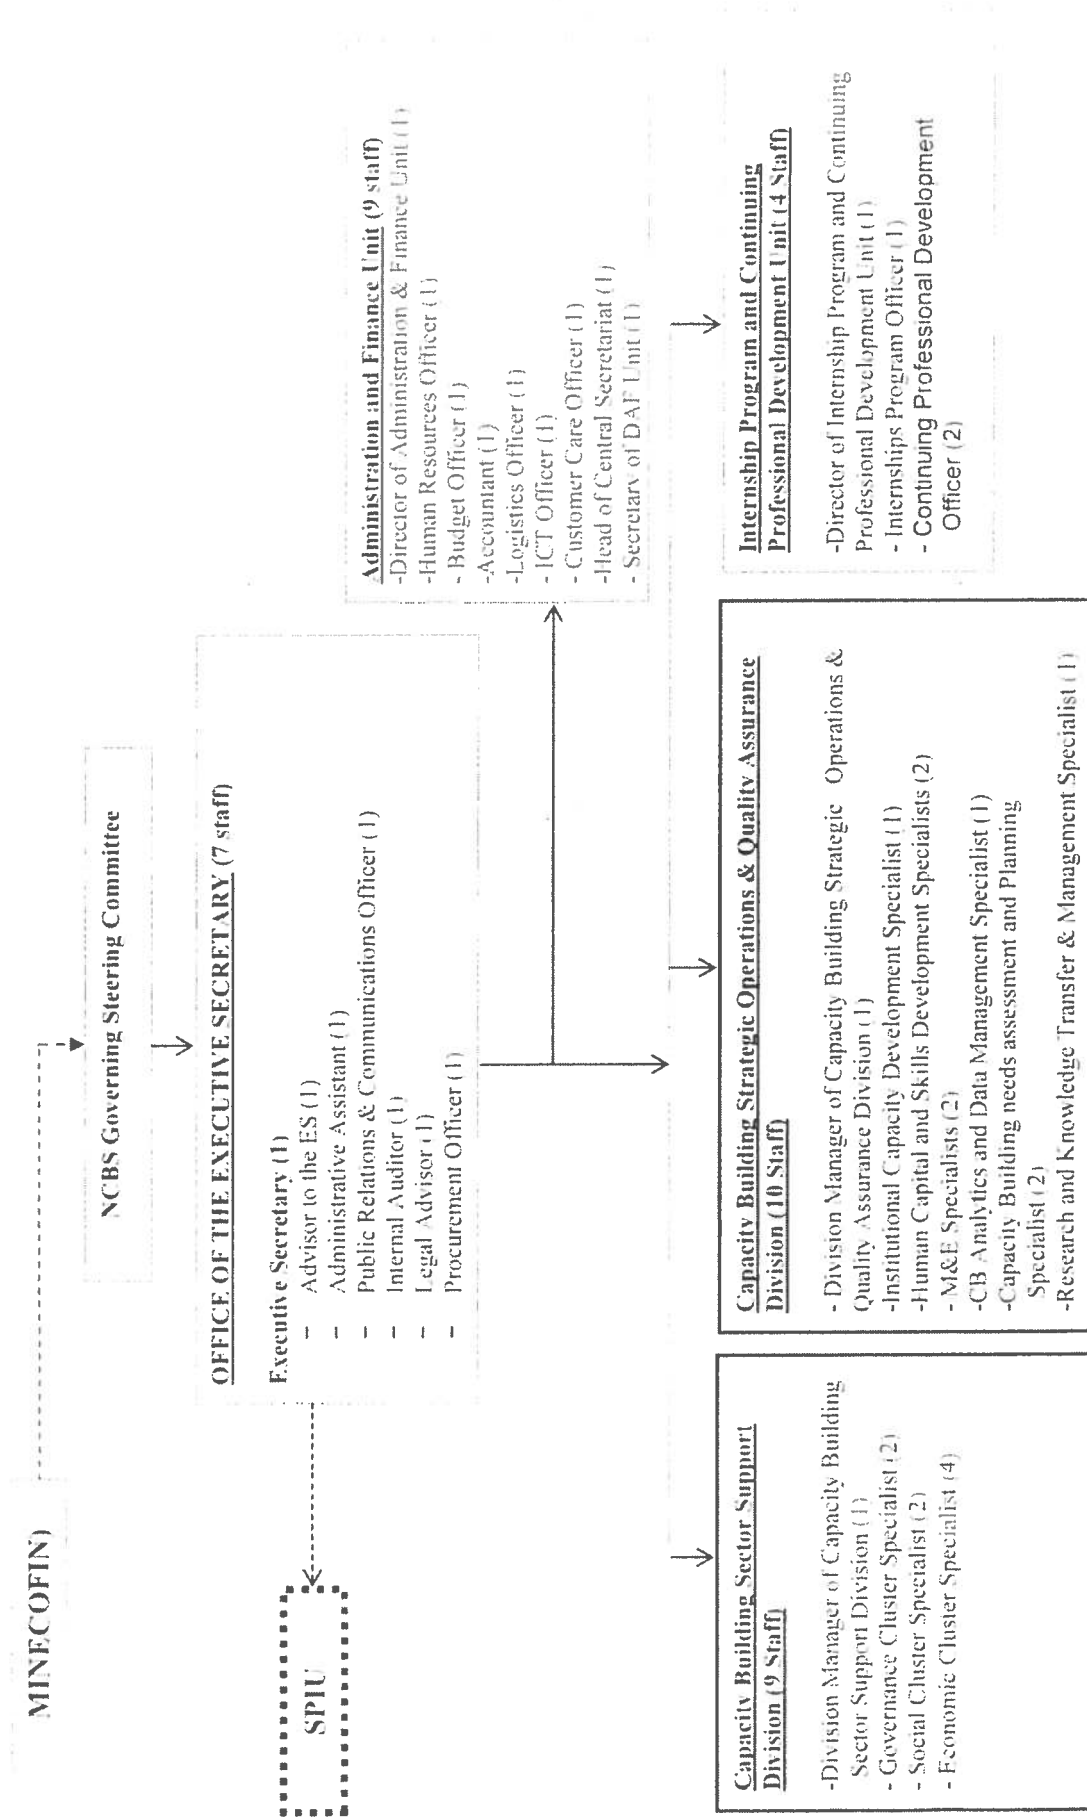 MINECOFIN)
NCBS Governing Steering Committee
OFFICE OF THE EXECUTIVE SECRETARY (7 staff)
Executive Secretary (1)
– Advisor to the ES (1)
– Administrative Assistant (1)
– Public Relations & Communications Officer (1)
– Internal Auditor (1)
– Legal Advisor (1)
– Procurement Officer (1)
SPIU
Administration and Finance Unit (9 staff)
-Director of Administration & Finance Unit (1)
-Human Resources Officer (1)
- Budget Officer (1)
-Accountant (1)
-Logistics Officer (1)
- ICT Officer (1)
- Customer Care Officer (1)
-Head of Central Secretariat (1)
- Secretary of DAF Unit (1)
Capacity Building Sector Support
Division (9 Staff)
-Division Manager of Capacity Building
Sector Support Division (1)
- Governance Cluster Specialist (2)
- Social Cluster Specialist (2)
- Economic Cluster Specialist (4)
Capacity Building Strategic Operations & Quality Assurance
Division (10 Staff)
- Division Manager of Capacity Building Strategic Operations &
Quality Assurance Division (1)
-Institutional Capacity Development Specialist (1)
-Human Capital and Skills Development Specialists (2)
- M&E Specialists (2)
-CB Analytics and Data Management Specialist (1)
-Capacity Building needs assessment and Planning
Specialist (2)
-Research and Knowledge Transfer & Management Specialist (1)
Internship Program and Continuing
Professional Development Unit (4 Staff)
-Director of Internship Program and Continuing
Professional Development Unit (1)
- Internships Program Officer (1)
- Continuing Professional Development
Officer (2)